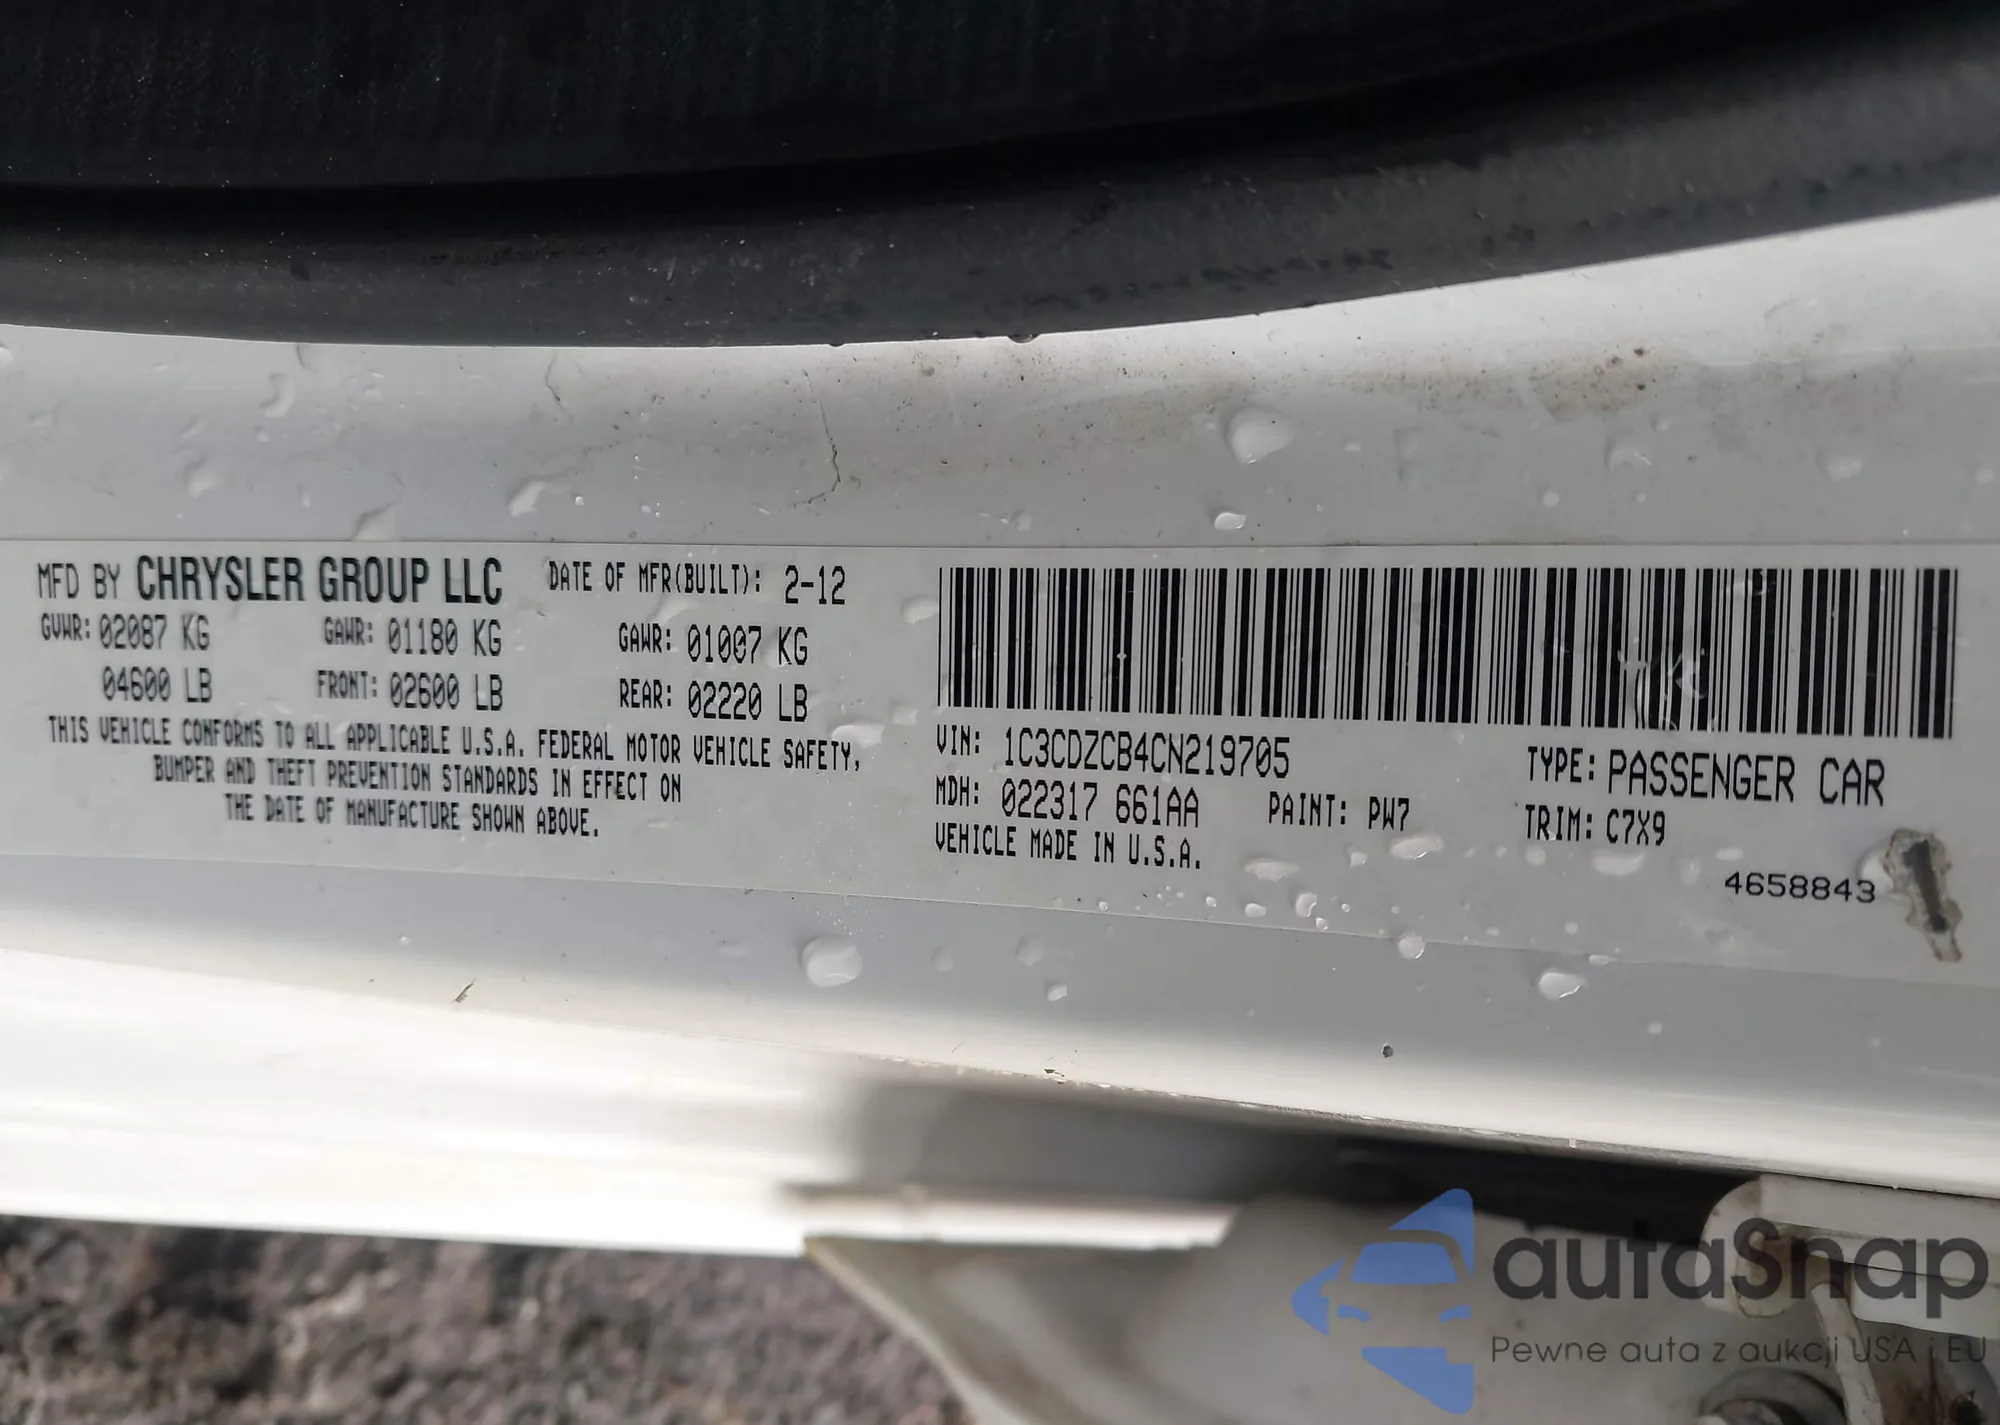 MFD BY CHRYSLER GROUP LLC DATE OF MFR(BUILT): 2-12
GVWR: 02087 KG GAWR: 01180 KG GAWR: 01007 KG
04600 LB FRONT: 02600 LB REAR: 02220 LB
THIS VEHICLE CONFORMS TO ALL APPLICABLE U.S.A. FEDERAL MOTOR VEHICLE SAFETY,
BUMPER AND THEFT PREVENTION STANDARDS IN EFFECT ON
THE DATE OF MANUFACTURE SHOWN ABOVE.
VIN: 1C3CDZCB4CN219705 TYPE: PASSENGER CAR
MDH: 022317 661AA PAINT: PW7 TRIM: C7X9
VEHICLE MADE IN U.S.A.
4658843
autaSnap
Pewne auta z aukcji USA i EU